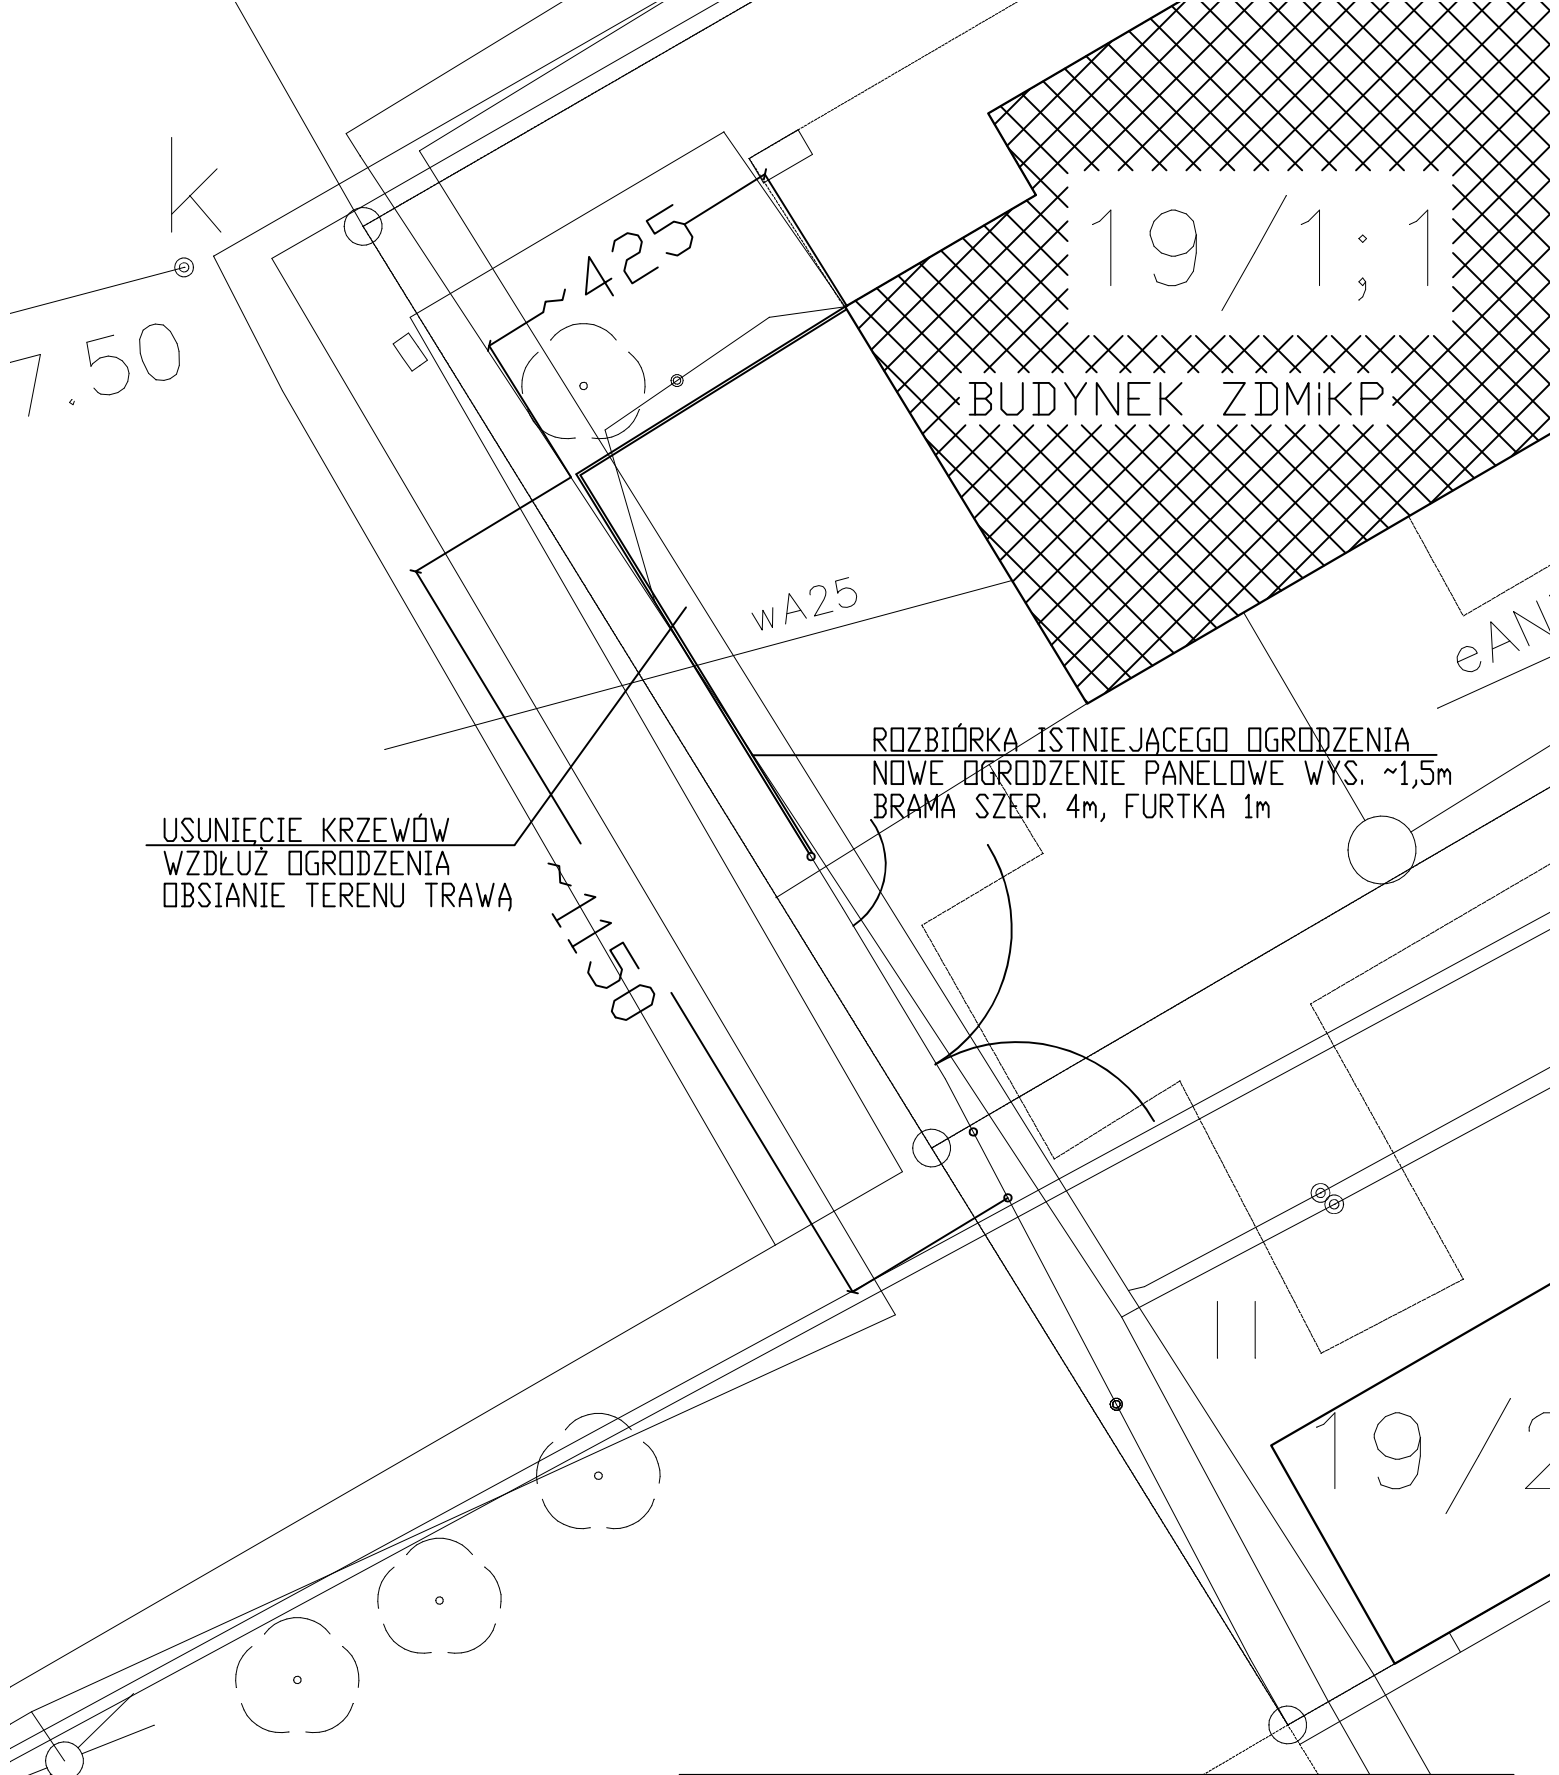 k
19/1;1
~425
7.50
BUDYNEK ZDMiKP
wA25
eAN
ROZBIÓRKA ISTNIEJĄCEGO OGRODZENIA
NOWE OGRODZENIE PANELOWE WYS. ~1,5m
BRAMA SZER. 4m, FURTKA 1m
USUNIĘCIE KRZEWÓW
WZDŁUŻ OGRODZENIA
OBSIANIE TERENU TRAWĄ
~1150
19/2